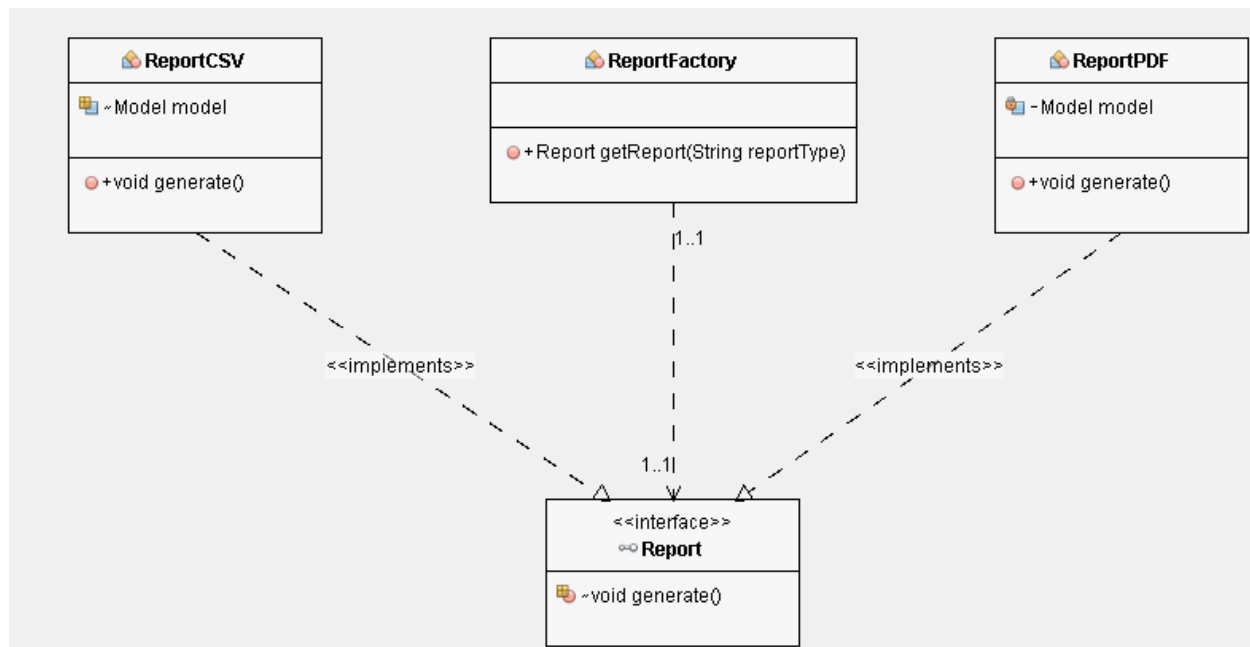 ReportCSV
~Model model
+void generate()
ReportFactory
+Report getReport(String reportType)
ReportPDF
-Model model
+void generate()
1..1
<<implements>>
<<implements>>
1..1
<<interface>>
Report
~void generate()